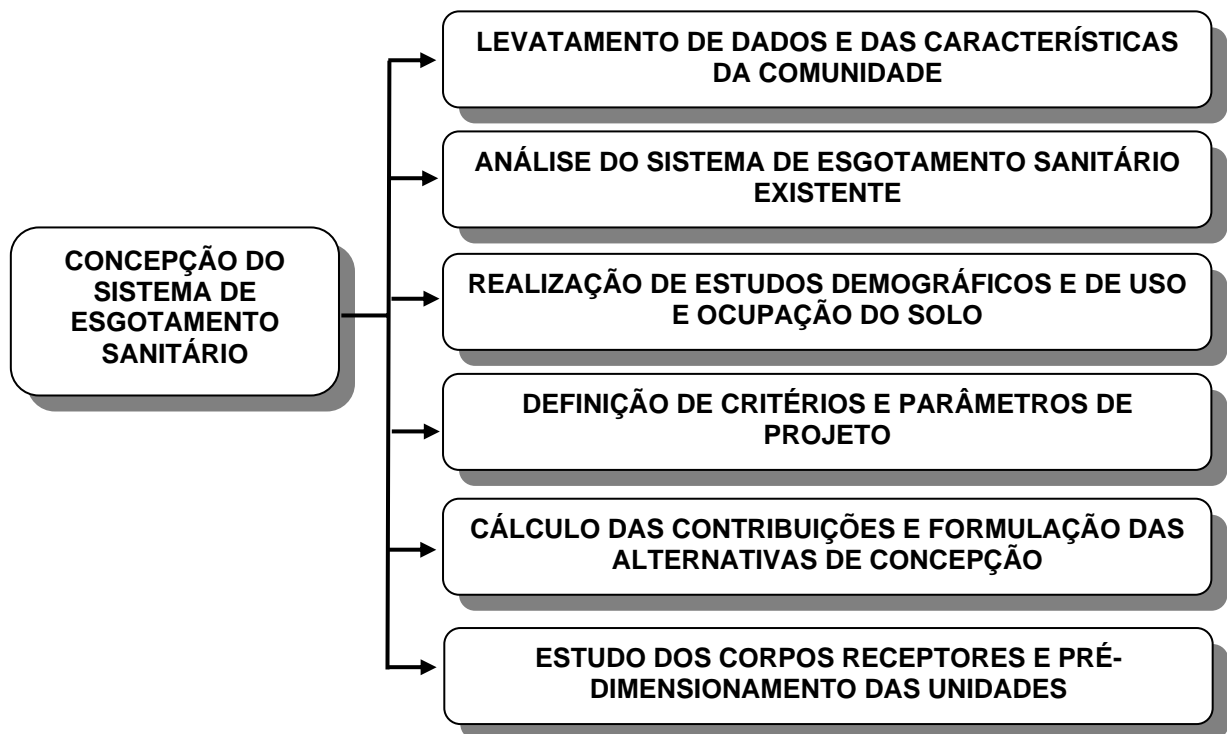 LEVATAMENTO DE DADOS E DAS CARACTERÍSTICAS
DA COMUNIDADE
ANÁLISE DO SISTEMA DE ESGOTAMENTO SANITÁRIO
EXISTENTE
CONCEPÇÃO DO
SISTEMA DE
ESGOTAMENTO
SANITÁRIO
REALIZAÇÃO DE ESTUDOS DEMOGRÁFICOS E DE USO
E OCUPAÇÃO DO SOLO
DEFINIÇÃO DE CRITÉRIOS E PARÂMETROS DE
PROJETO
CÁLCULO DAS CONTRIBUIÇÕES E FORMULAÇÃO DAS
ALTERNATIVAS DE CONCEPÇÃO
ESTUDO DOS CORPOS RECEPTORES E PRÉ-
DIMENSIONAMENTO DAS UNIDADES